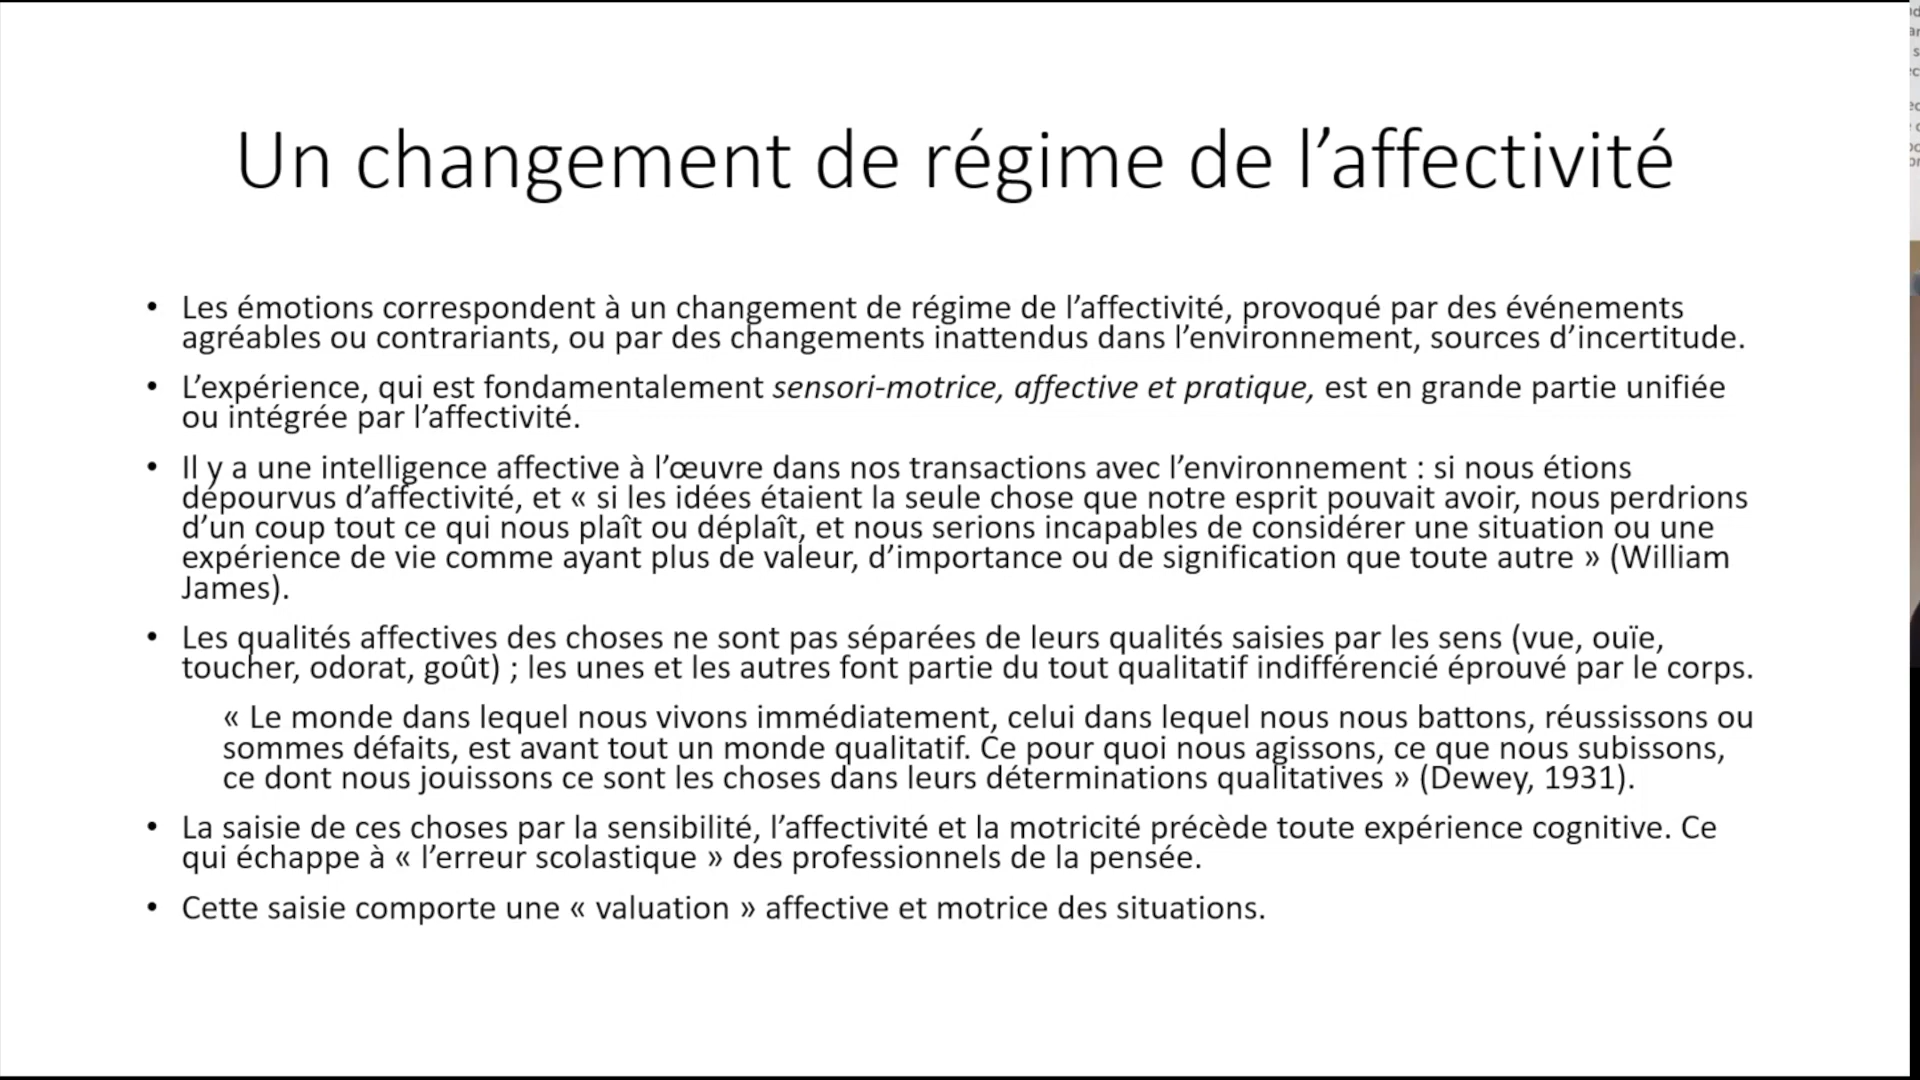 Un changement de régime de l’affectivité
• Les émotions correspondent à un changement de régime de l’affectivité, provoqué par des événements
agréables ou contrariants, ou par des changements inattendus dans l’environnement, sources d’incertitude.
• L’expérience, qui est fondamentalement sensori-motrice, affective et pratique, est en grande partie unifiée
ou intégrée par l’affectivité.
• Il y a une intelligence affective à l’œuvre dans nos transactions avec l’environnement : si nous étions
dépourvus d’affectivité, et « si les idées étaient la seule chose que notre esprit pouvait avoir, nous perdrions
d’un coup tout ce qui nous plaît ou déplaît, et nous serions incapables de considérer une situation ou une
expérience de vie comme ayant plus de valeur, d’importance ou de signification que toute autre » (William
James).
• Les qualités affectives des choses ne sont pas séparées de leurs qualités saisies par les sens (vue, ouïe,
toucher, odorat, goût) ; les unes et les autres font partie du tout qualitatif indifférencié éprouvé par le corps.
« Le monde dans lequel nous vivons immédiatement, celui dans lequel nous nous battons, réussissons ou
sommes défaits, est avant tout un monde qualitatif. Ce pour quoi nous agissons, ce que nous subissons,
ce dont nous jouissons ce sont les choses dans leurs déterminations qualitatives » (Dewey, 1931).
• La saisie de ces choses par la sensibilité, l’affectivité et la motricité précède toute expérience cognitive. Ce
qui échappe à « l’erreur scolastique » des professionnels de la pensée.
• Cette saisie comporte une « valuation » affective et motrice des situations.